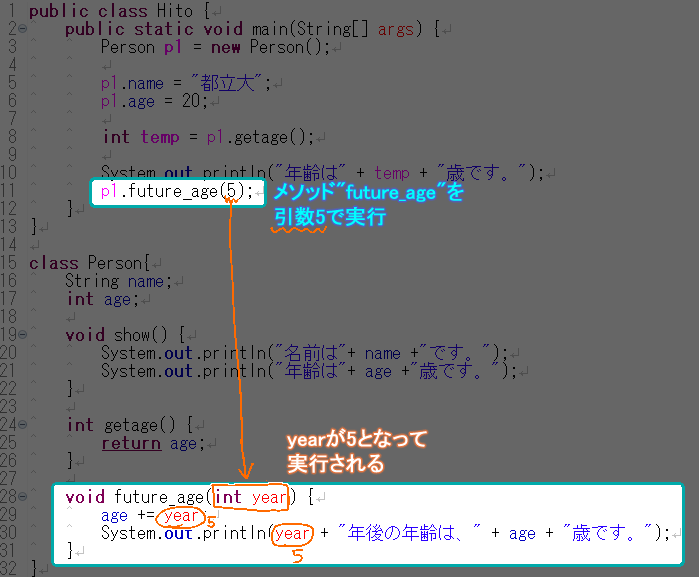 1 public class Hito {
2 public static void main(String[] args) {
3 Person p1 = new Person();
4
5 p1.name = "都立大";
6 p1.age = 20;
7
8 int temp = p1.getage();
9
10 System.out.println("年齢は" + temp + "歳です。");
11 p1.future_age(5); メソッド"future_age"を
引数5で実行
12 }
13 }
14
15 class Person{
16 String name;
17 int age;
18
19 void show() {
20 System.out.println("名前は"+ name +"です。");
21 System.out.println("年齢は"+ age +"歳です。");
22 }
23
24 int getage() {
25 return age;
26 }
yearが5となって
実行される
27
28 void future_age(int year) {
29 age += year 5
30 System.out.println(year + "年後の年齢は、" + age + "歳です。");
5
31 }
32 }